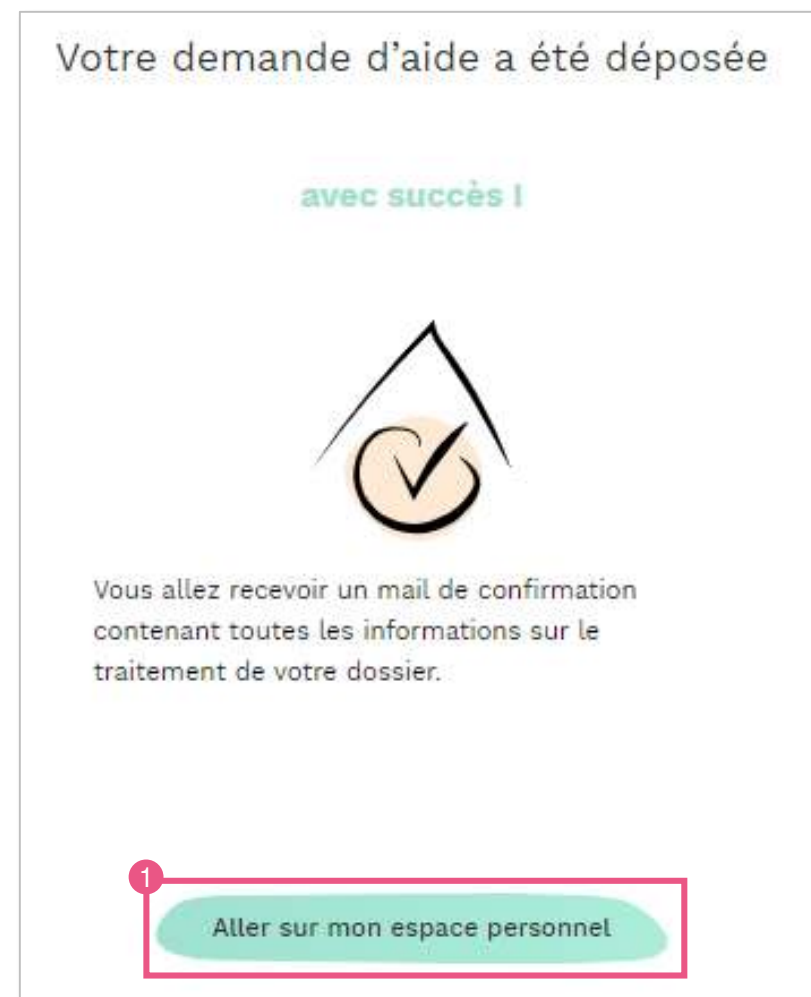 Votre demande d’aide a été déposée
avec succès !
Vous allez recevoir un mail de confirmation
contenant toutes les informations sur le
traitement de votre dossier.
1
Aller sur mon espace personnel